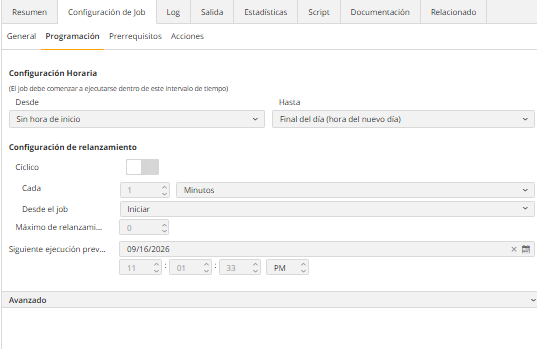 Resumen Configuración de Job Log Salida Estadísticas Script Documentación Relacionado
General Programación Prerrequisitos Acciones
Configuración Horaria
(El job debe comenzar a ejecutarse dentro de este intervalo de tiempo)
Desde Hasta
Sin hora de inicio Final del día (hora del nuevo día)
Configuración de relanzamiento
Cíclico
Cada 1 Minutos
Desde el job Iniciar
Máximo de relanzami... 0
Siguiente ejecución prev... 09/16/2026
11 : 01 : 33 PM
Avanzado